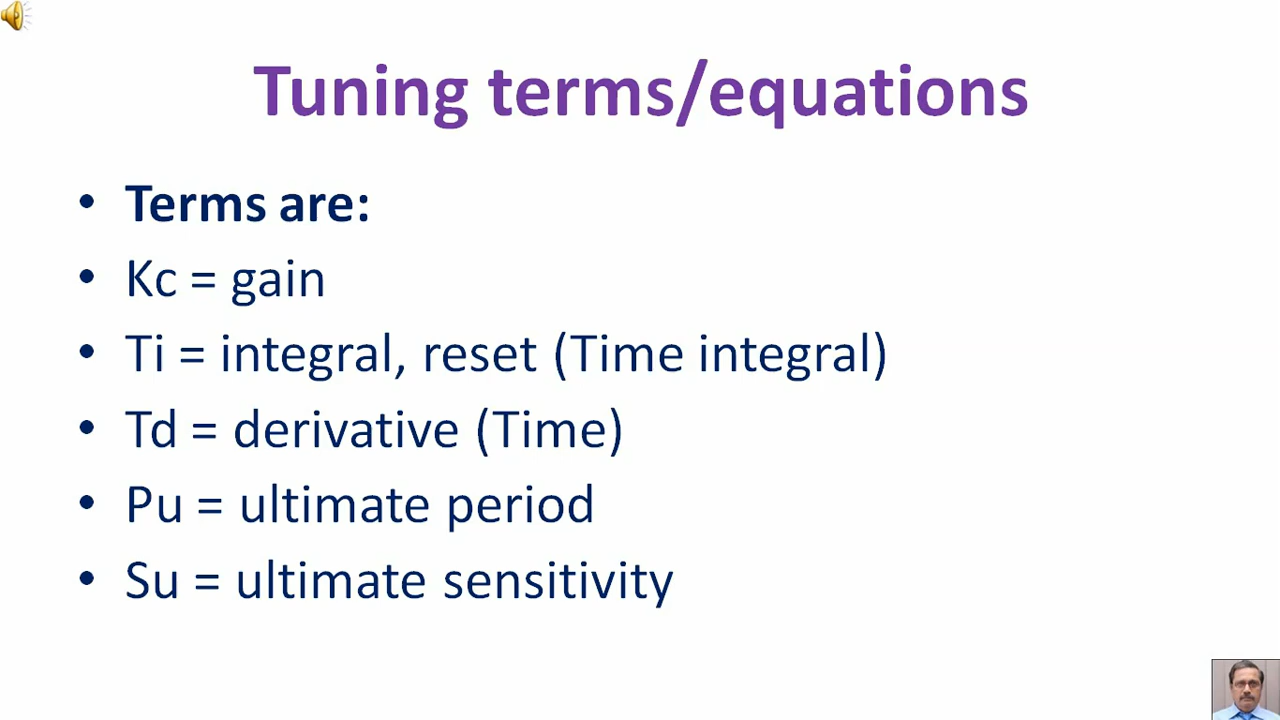 Tuning terms/equations
• Terms are:
• Kc = gain
• Ti = integral, reset (Time integral)
• Td = derivative (Time)
• Pu = ultimate period
• Su = ultimate sensitivity